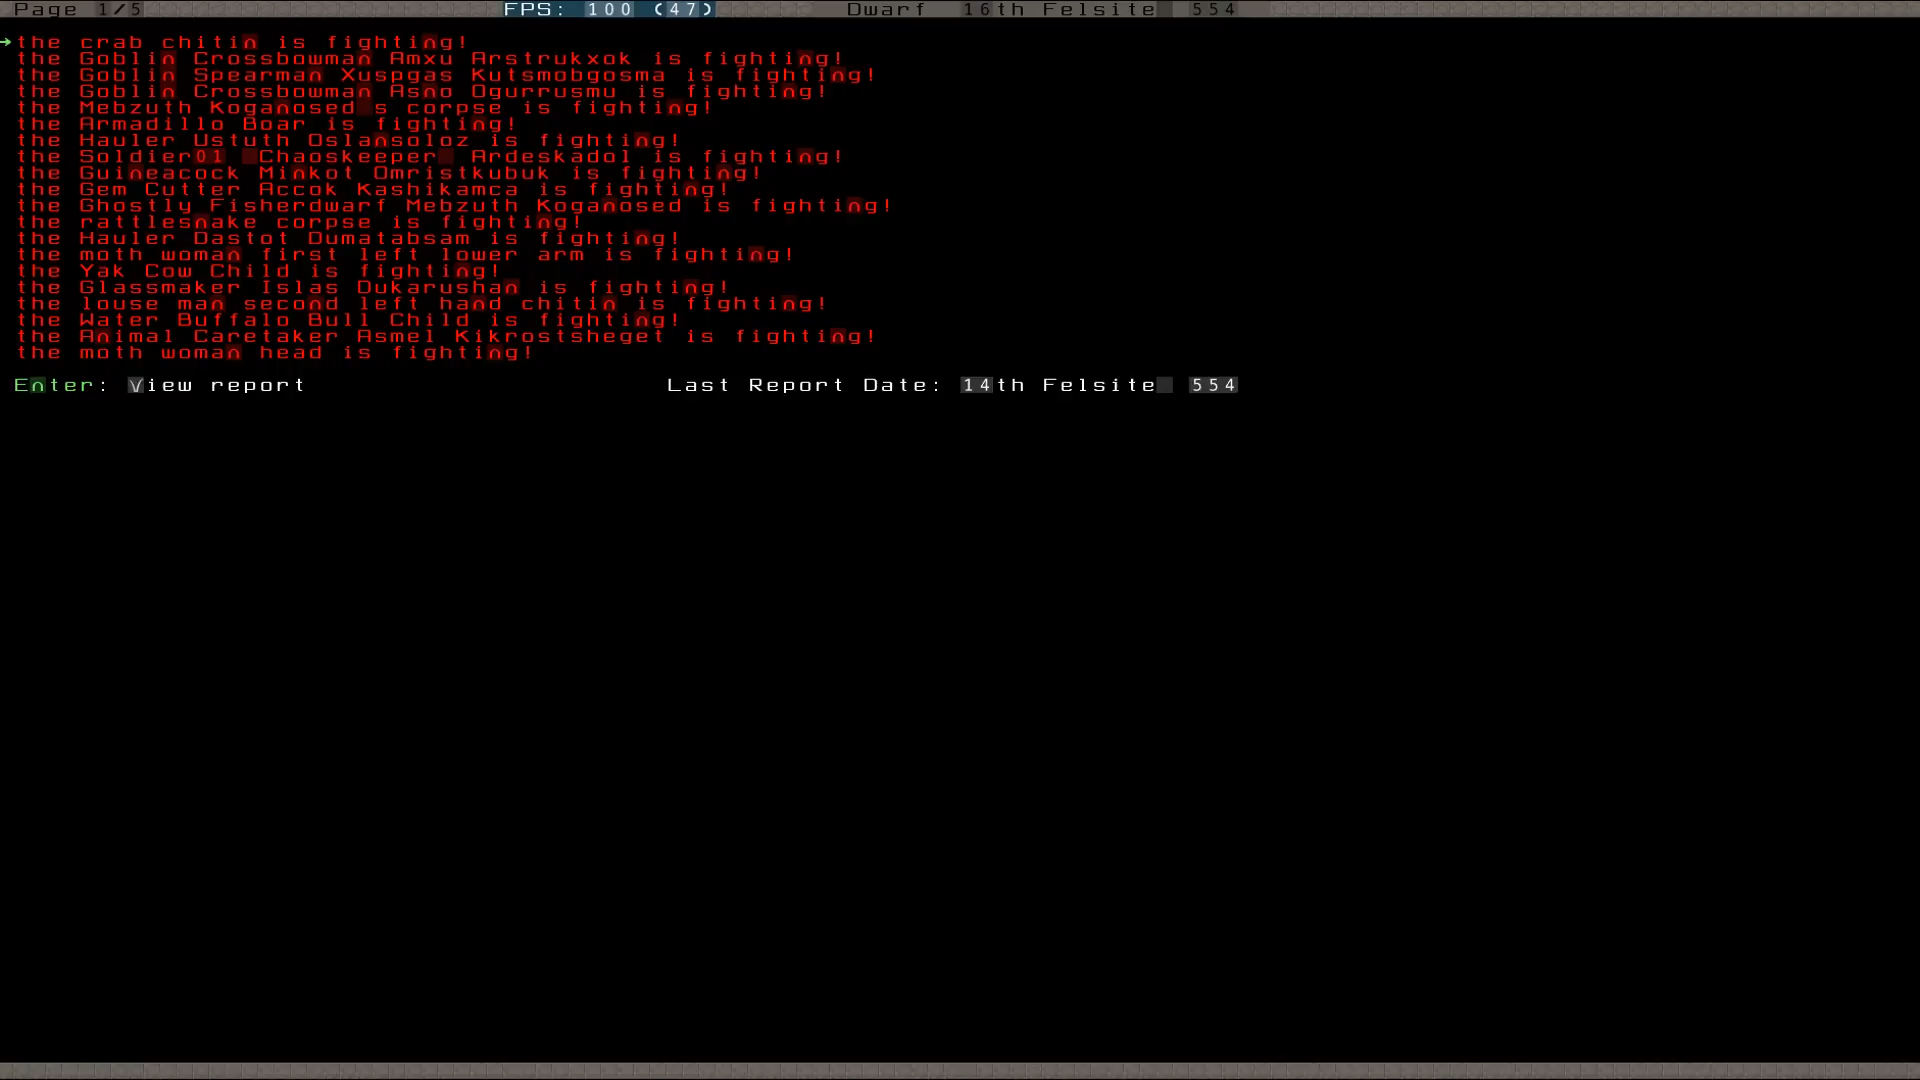 Page 1/5 FPS: 100 (47) Dwarf 16th Felsite 554
the crab chitin is fighting!
the Goblin Crossbowman Amxu Arstrukxok is fighting!
the Goblin Spearman Xuspgas Kutsmobgosma is fighting!
the Goblin Crossbowman Asno Ogurrusmu is fighting!
the Mebzuth Koganosed s corpse is fighting!
the Armadillo Boar is fighting!
the Hauler Ustuth Oslansoloz is fighting!
the Soldier01 Chaoskeeper Ardeskadol is fighting!
the Guineacock Minkot Omristkubuk is fighting!
the Gem Cutter Accok Kashikamca is fighting!
the Ghostly Fisherdwarf Mebzuth Koganosed is fighting!
the rattlesnake corpse is fighting!
the Hauler Dastot Dumatabsam is fighting!
the moth woman first left lower arm is fighting!
the Yak Cow Child is fighting!
the Glassmaker Islas Dukarushan is fighting!
the louse man second left hand chitin is fighting!
the Water Buffalo Bull Child is fighting!
the Animal Caretaker Asmel Kikrostsheget is fighting!
the moth woman head is fighting!
Enter: View report Last Report Date: 14th Felsite 554